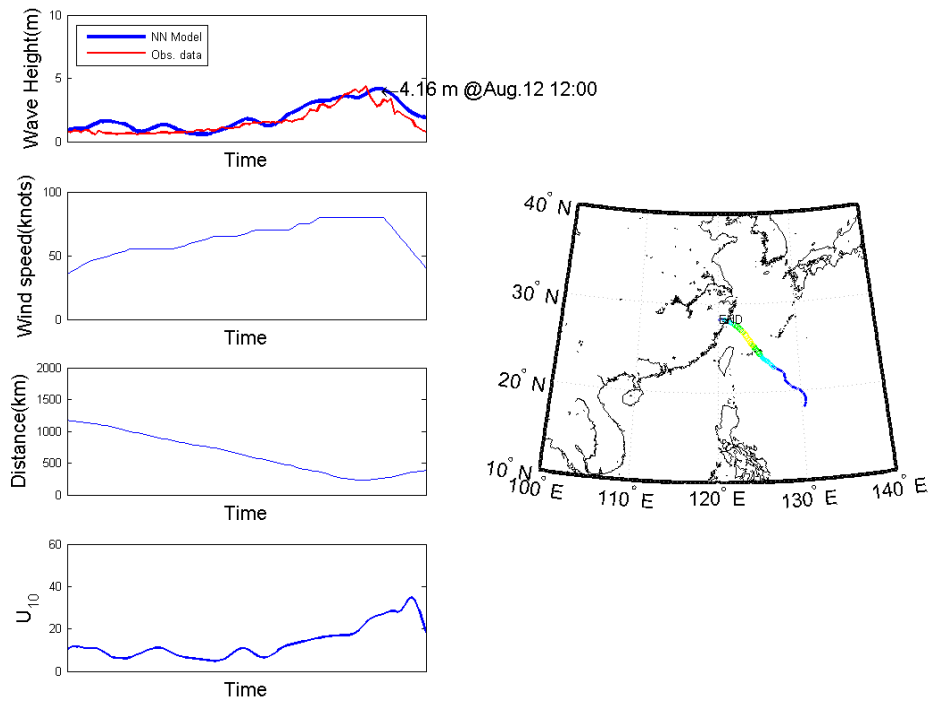 Wave Height(m)
10
5
0
NN Model
Obs. data
4.16 m @Aug.12 12:00
Time
Wind speed(knots)
100
50
0
Time
Distance(km)
2000
1500
1000
500
0
Time
U10
60
40
20
0
Time
40° N
30° N
20° N
10° N
END
100° E
110° E
120° E
130° E
140° E